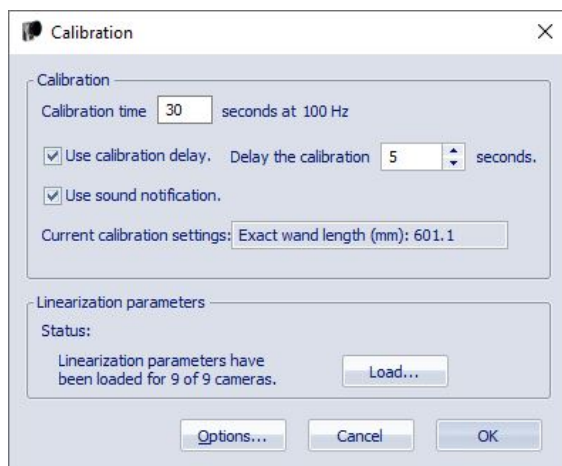 Calibration
Calibration
Calibration time 30 seconds at 100 Hz
Use calibration delay. Delay the calibration 5 seconds.
Use sound notification.
Current calibration settings: Exact wand length (mm): 601.1
Linearization parameters
Status:
Linearization parameters have
been loaded for 9 of 9 cameras.
Load...
Options... Cancel OK